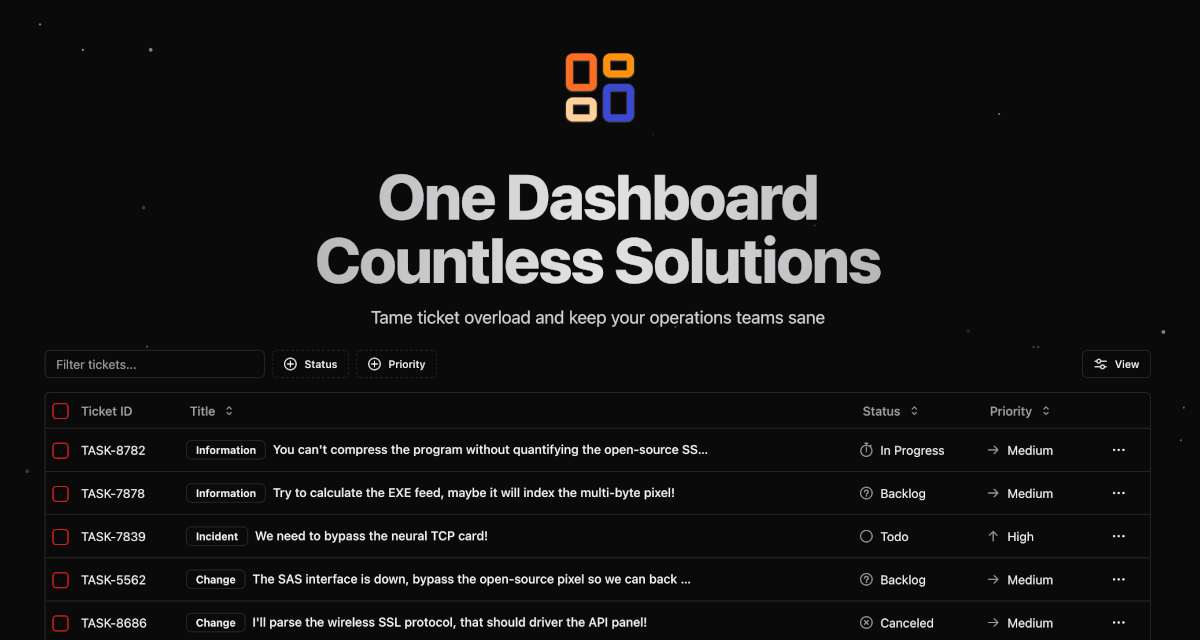 One Dashboard
Countless Solutions
Tame ticket overload and keep your operations teams sane
Filter tickets... Status Priority View
Ticket ID Title Status Priority
TASK-8782 Information You can't compress the program without quantifying the open-source SS... In Progress Medium
TASK-7878 Information Try to calculate the EXE feed, maybe it will index the multi-byte pixel! Backlog Medium
TASK-7839 Incident We need to bypass the neural TCP card! Todo High
TASK-5562 Change The SAS interface is down, bypass the open-source pixel so we can back ... Backlog Medium
TASK-8686 Change I'll parse the wireless SSL protocol, that should driver the API panel! Canceled Medium